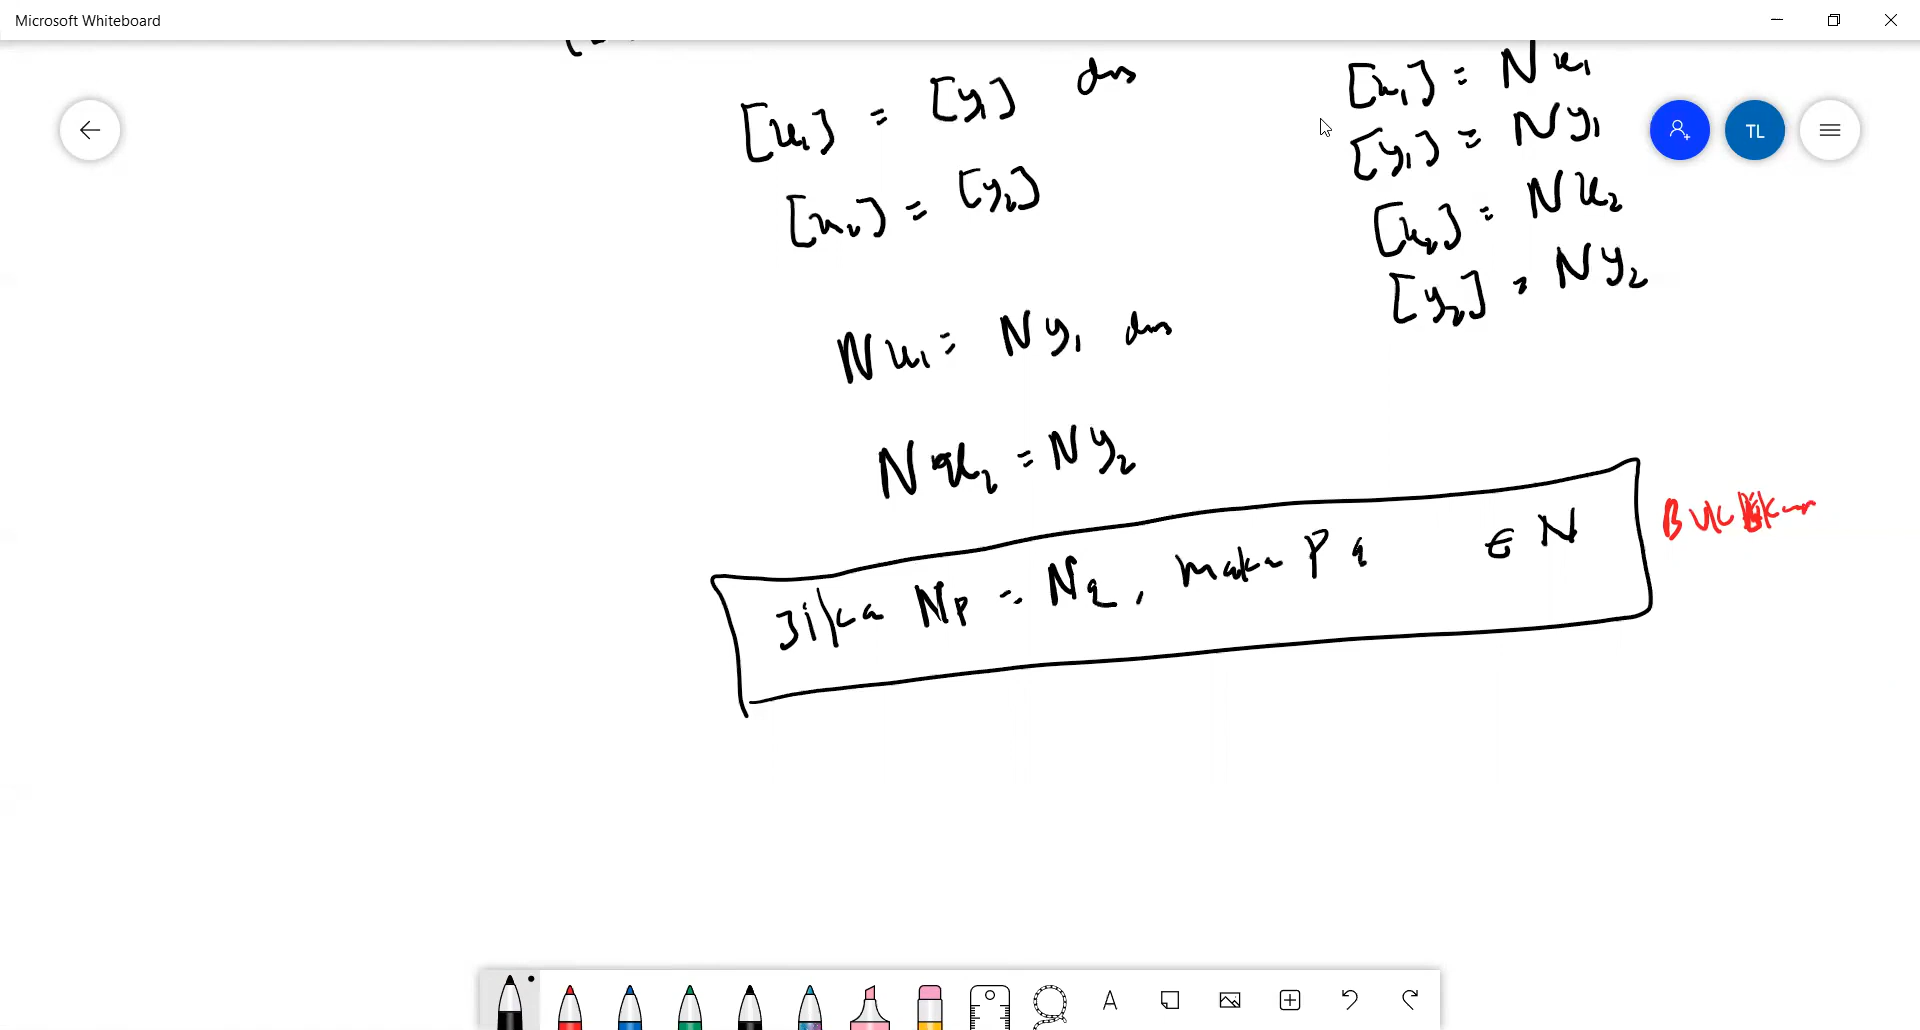 Microsoft Whiteboard
[x₁] = [y₁] dan
[x₂] = [y₂]
[x₁] = Nx₁
[y₁] = Ny₁
[x₂] = Nx₂
[y₂] = Ny₂
TL
Nx₁ = Ny₁ dan
Nx₂ = Ny₂
Jika Np = Nq, maka p q ∈ N
Buktikan
A